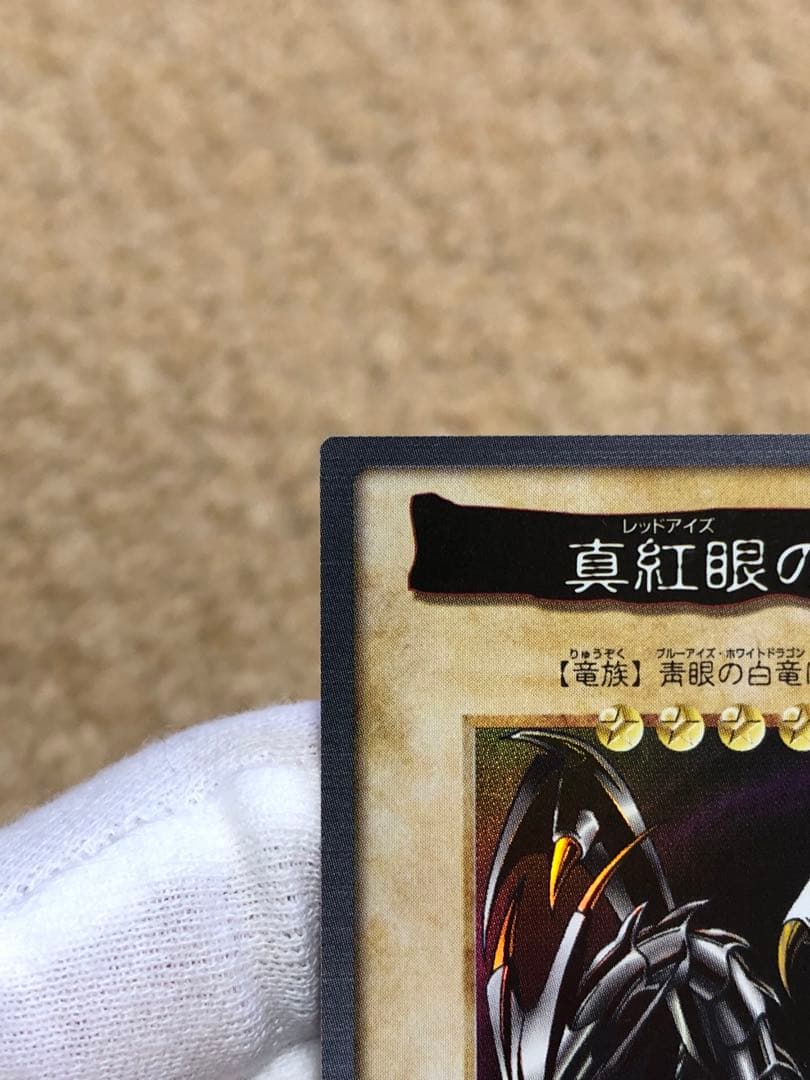 レッドアイズ
真紅眼の
りゅうぞく ブルーアイズ・ホワイトドラゴン
【竜族】青眼の白竜に